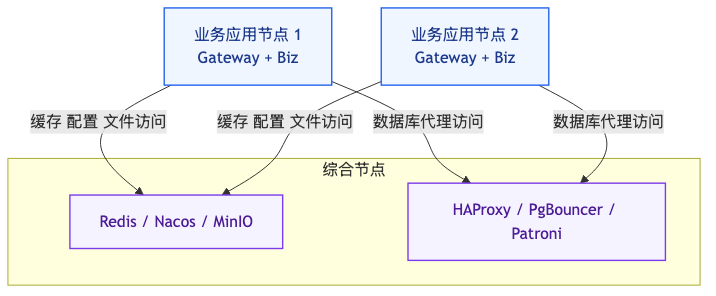 业务应用节点 1
Gateway + Biz
业务应用节点 2
Gateway + Biz
缓存 配置 文件访问
缓存 配置 文件访问
数据库代理访问
数据库代理访问
综合节点
Redis / Nacos / MinIO
HAProxy / PgBouncer /
Patroni